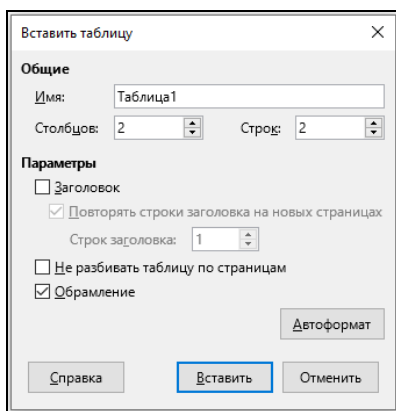 Вставить таблицу
Общие
Имя: Таблица1
Столбцов: 2 Строк: 2
Параметры
Заголовок
Повторять строки заголовка на новых страницах
Строк заголовка: 1
Не разбивать таблицу по страницам
Обрамление
Автоформат
Справка Вставить Отменить